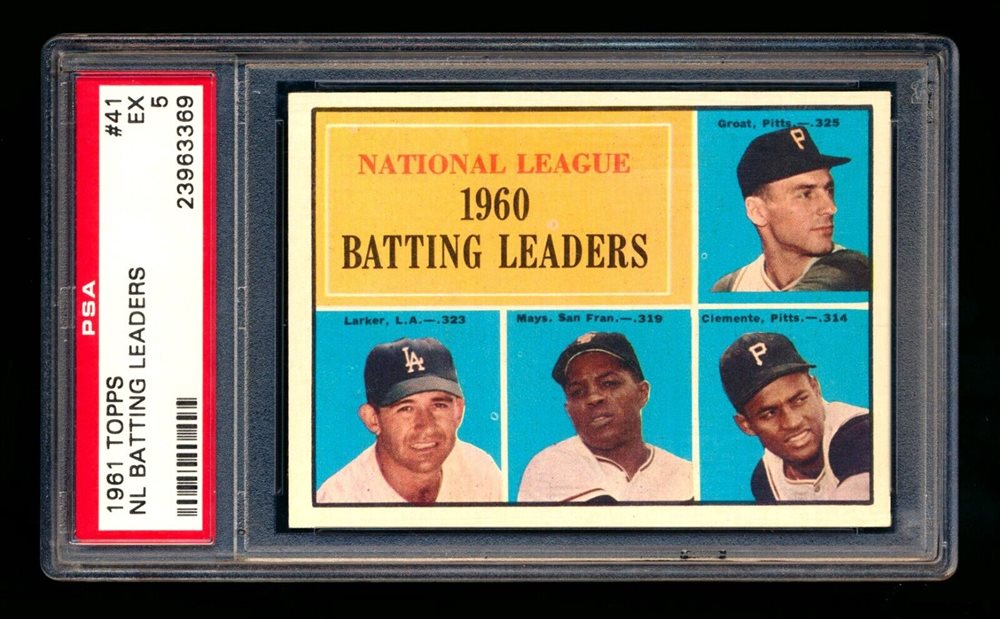 1961 TOPPS #41
NL BATTING LEADERS EX
5
PSA 23963369
NATIONAL LEAGUE
1960
BATTING LEADERS
Groat, Pitts.—.325
Larker, L.A.—.323
Mays. San Fran.—.319
Clemente, Pitts.—.314
P
LA
P